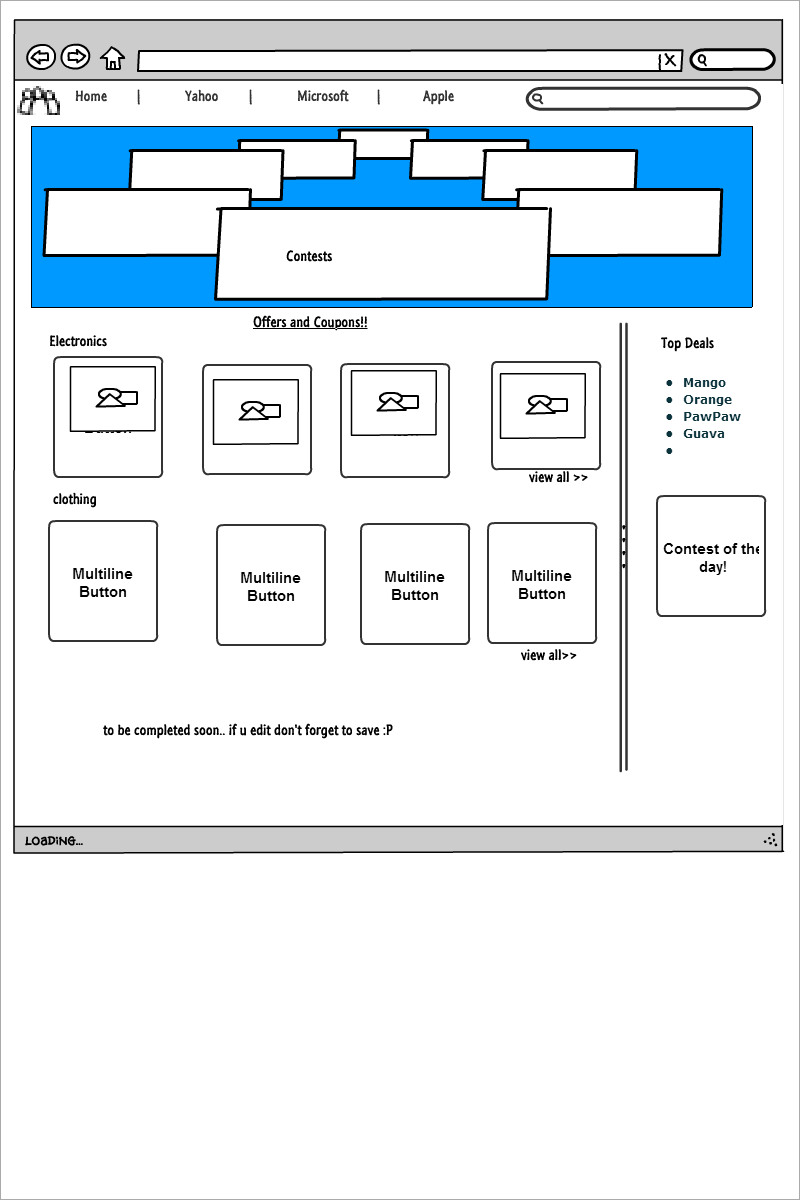 Home | Yahoo | Microsoft | Apple
Contests
Offers and Coupons!!
Electronics
Top Deals
Mango
Orange
PawPaw
Guava
view all >>
clothing
Multiline
Button
Multiline
Button
Multiline
Button
Multiline
Button
Contest of the
day!
view all>>
to be completed soon.. if u edit don't forget to save :P
LOADING...